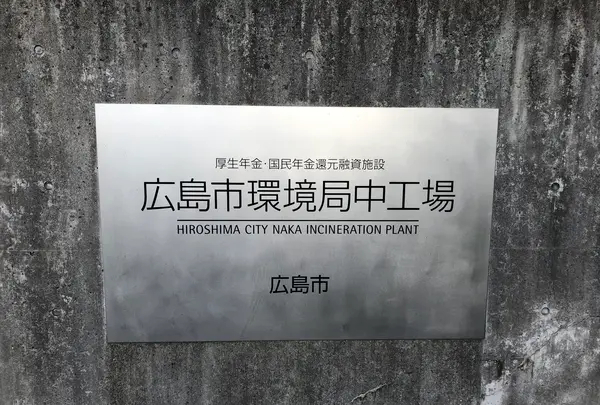 厚生年金・国民年金還元融資施設
広島市環境局中工場
HIROSHIMA CITY NAKA INCINERATION PLANT
広島市